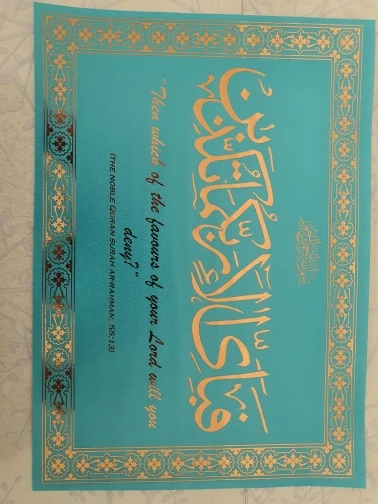 فَبِأَيِّ آلَاءِ رَبِّكُمَا تُكَذِّبَانِ
"Then which of the favours of your Lord will you
deny?"
(THE NOBLE QURAN SURAH AR-RAHMAN: 55:13)